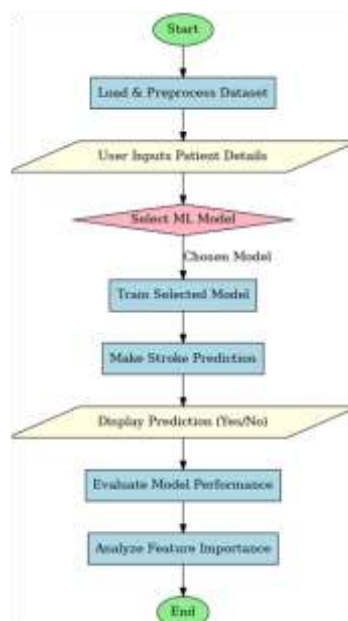 Start
Load & Preprocess Dataset
User Inputs Patient Details
Select ML Model
Chosen Model
Train Selected Model
Make Stroke Prediction
Display Prediction (Yes/No)
Evaluate Model Performance
Analyze Feature Importance
End